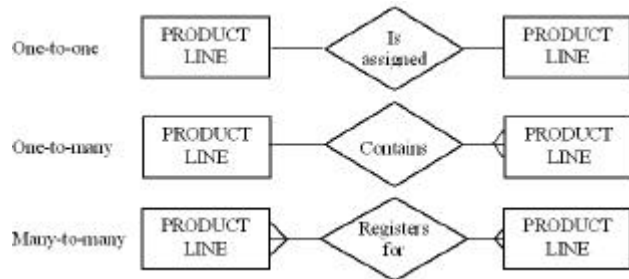 One-to-one
PRODUCT
LINE
Is
assigned
PRODUCT
LINE
One-to-many
PRODUCT
LINE
Contains
PRODUCT
LINE
Many-to-many
PRODUCT
LINE
Registers
for
PRODUCT
LINE